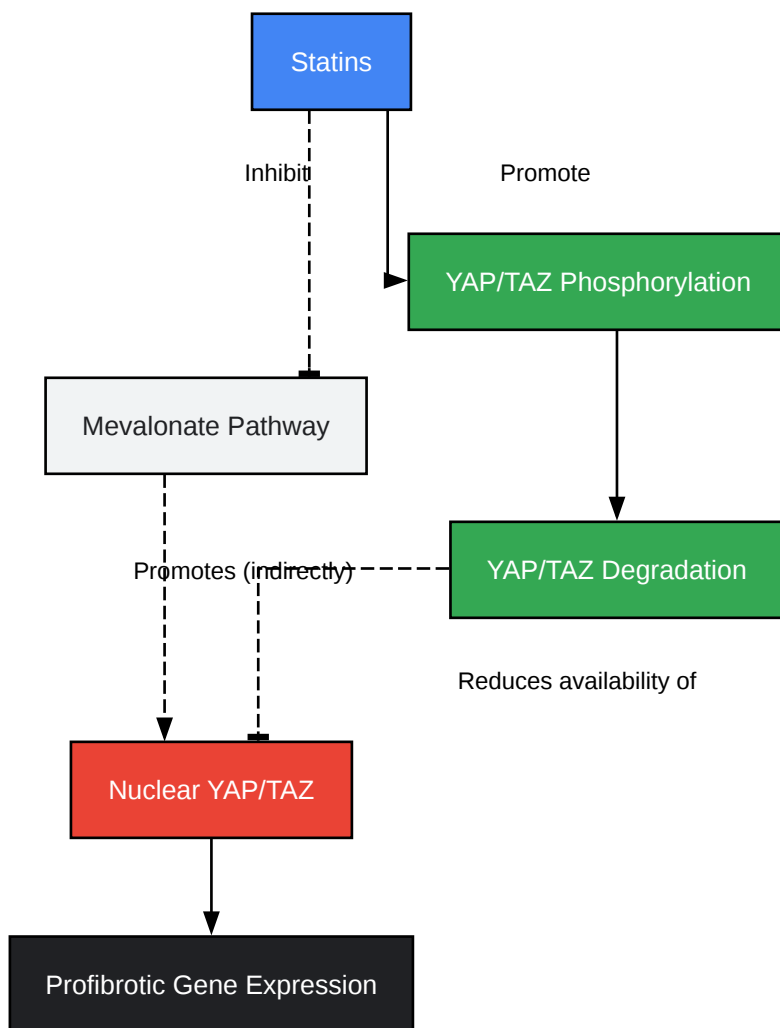 Statins
Inhibit
Promote
YAP/TAZ Phosphorylation
Mevalonate Pathway
Promotes (indirectly)
YAP/TAZ Degradation
Reduces availability of
Nuclear YAP/TAZ
Profibrotic Gene Expression